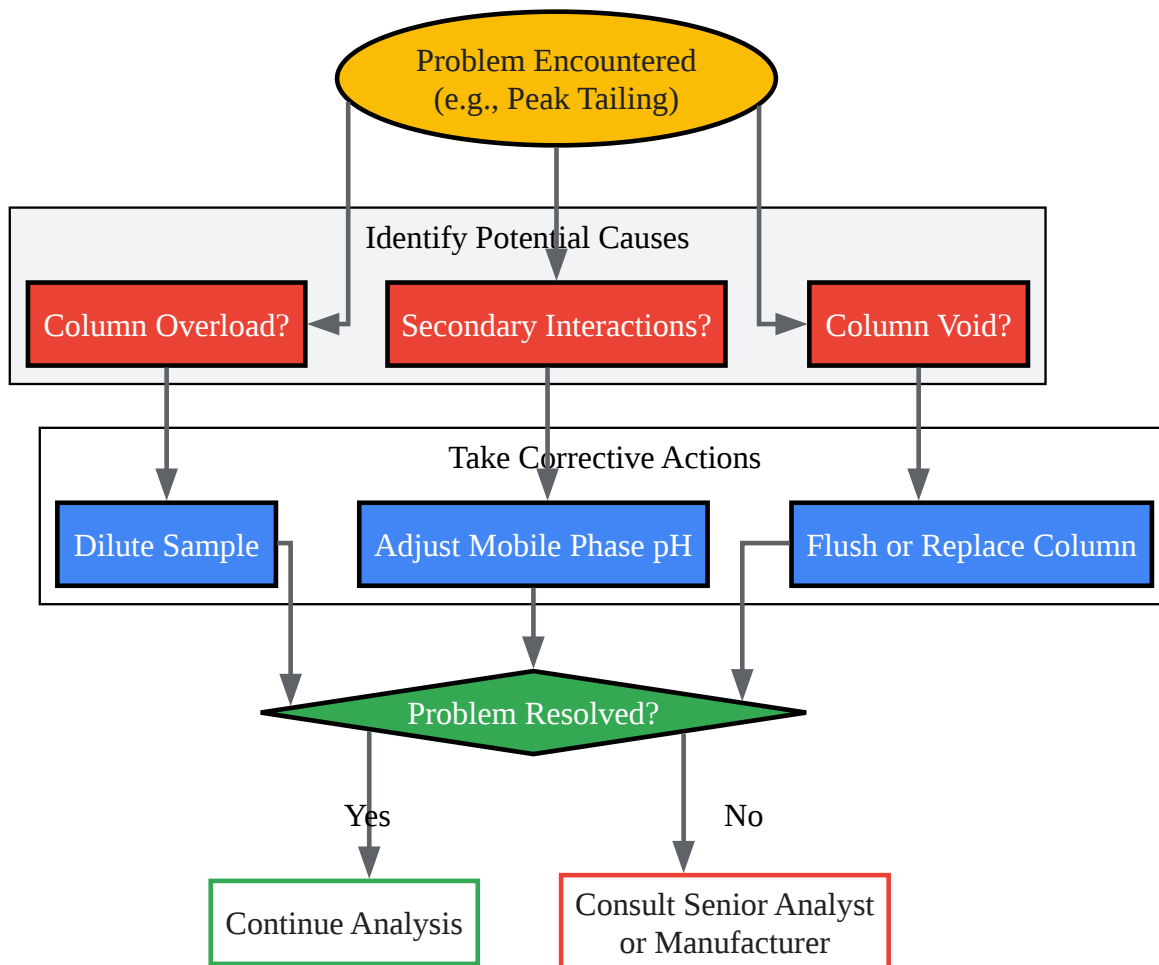 Problem Encountered
(e.g., Peak Tailing)
Identify Potential Causes
Column Overload?
Secondary Interactions?
Column Void?
Take Corrective Actions
Dilute Sample
Adjust Mobile Phase pH
Flush or Replace Column
Problem Resolved?
Yes
No
Continue Analysis
Consult Senior Analyst
or Manufacturer